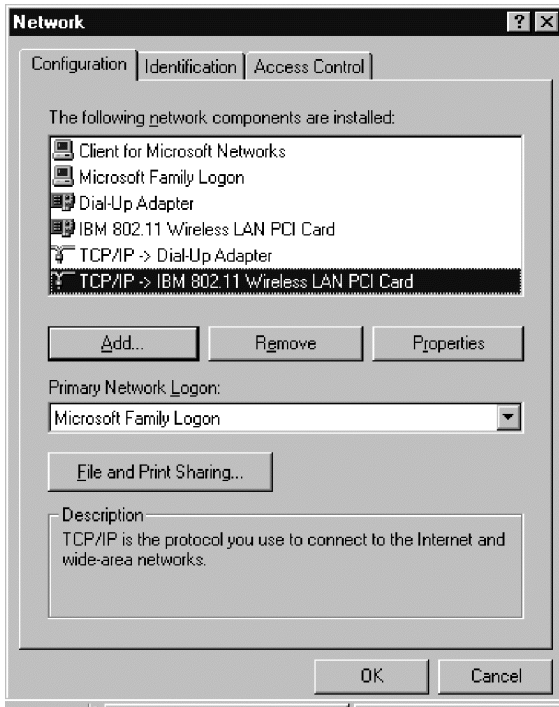 Network
Configuration Identification Access Control
The following network components are installed:
Client for Microsoft Networks
Microsoft Family Logon
Dial-Up Adapter
IBM 802.11 Wireless LAN PCI Card
TCP/IP -> Dial-Up Adapter
TCP/IP -> IBM 802.11 Wireless LAN PCI Card
Add... Remove Properties
Primary Network Logon:
Microsoft Family Logon
File and Print Sharing...
Description
TCP/IP is the protocol you use to connect to the Internet and
wide-area networks.
OK Cancel